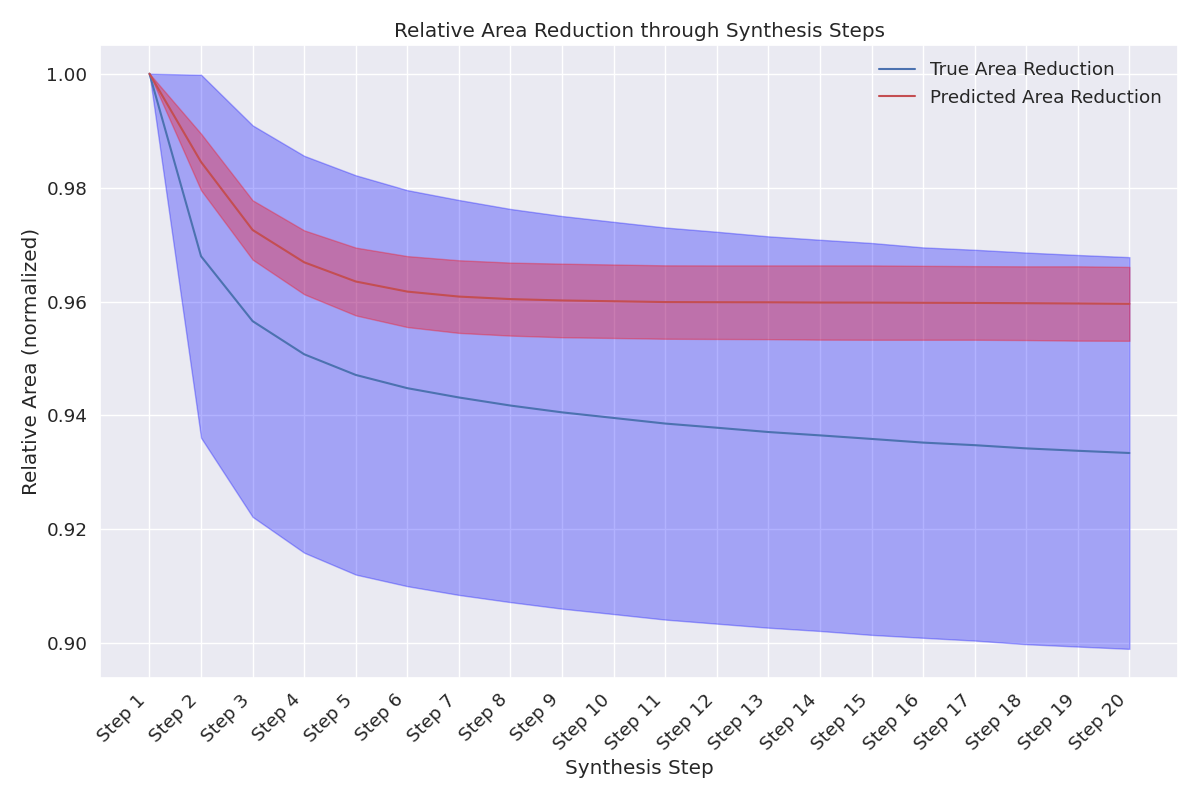 Relative Area Reduction through Synthesis Steps
True Area Reduction
Predicted Area Reduction
Relative Area (normalized)
1.00
0.98
0.96
0.94
0.92
0.90
Step 1
Step 2
Step 3
Step 4
Step 5
Step 6
Step 7
Step 8
Step 9
Step 10
Step 11
Step 12
Step 13
Step 14
Step 15
Step 16
Step 17
Step 18
Step 19
Step 20
Synthesis Step